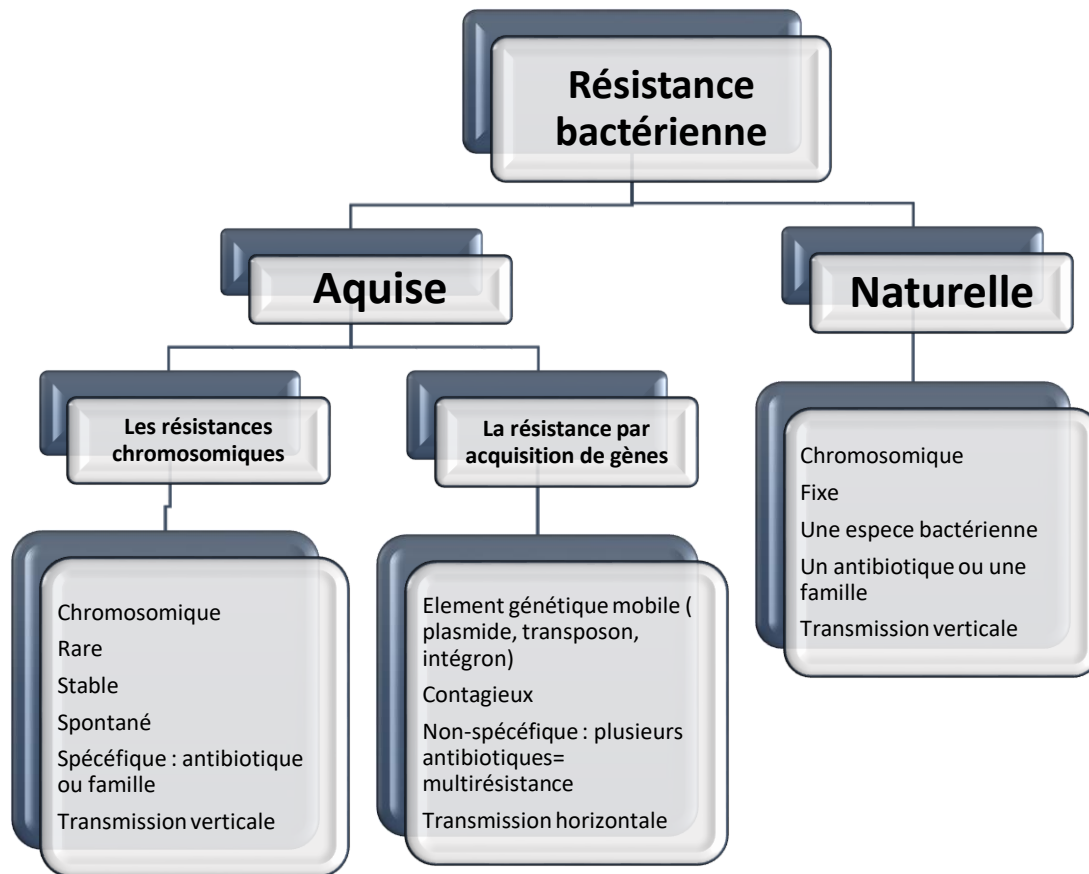 Résistance
bactérienne
Aquise
Naturelle
Les résistances
chromosomiques
La résistance par
acquisition de gènes
Chromosomique
Rare
Stable
Spontané
Spécéfique : antibiotique
ou famille
Transmission verticale
Element génétique mobile (
plasmide, transposon,
intégron)
Contagieux
Non-spécéfique : plusieurs
antibiotiques=
multirésistance
Transmission horizontale
Chromosomique
Fixe
Une espece bactérienne
Un antibiotique ou une
famille
Transmission verticale